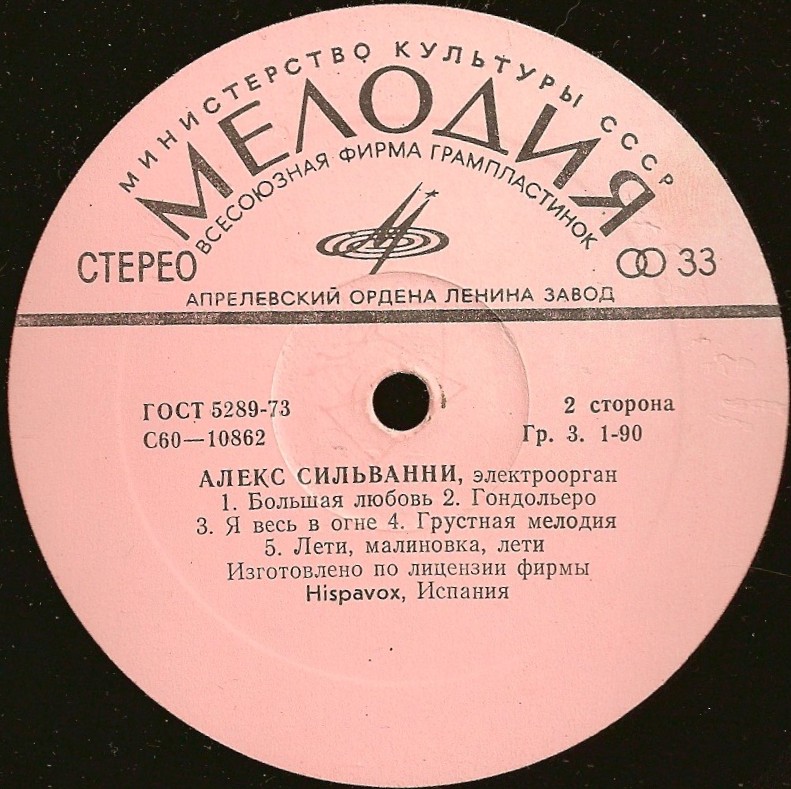 МИНИСТЕРСТВО КУЛЬТУРЫ СССР
МЕЛОДИЯ
ВСЕСОЮЗНАЯ ФИРМА ГРАМПЛАСТИНОК
СТЕРЕО
33
АПРЕЛЕВСКИЙ ОРДЕНА ЛЕНИНА ЗАВОД
ГОСТ 5289-73
2 сторона
С60—10862
Гр. 3. 1-90
АЛЕКС СИЛЬВАННИ, электроорган
1. Большая любовь 2. Гондольеро
3. Я весь в огне 4. Грустная мелодия
5. Лети, малиновка, лети
Изготовлено по лицензии фирмы
Hispavox, Испания